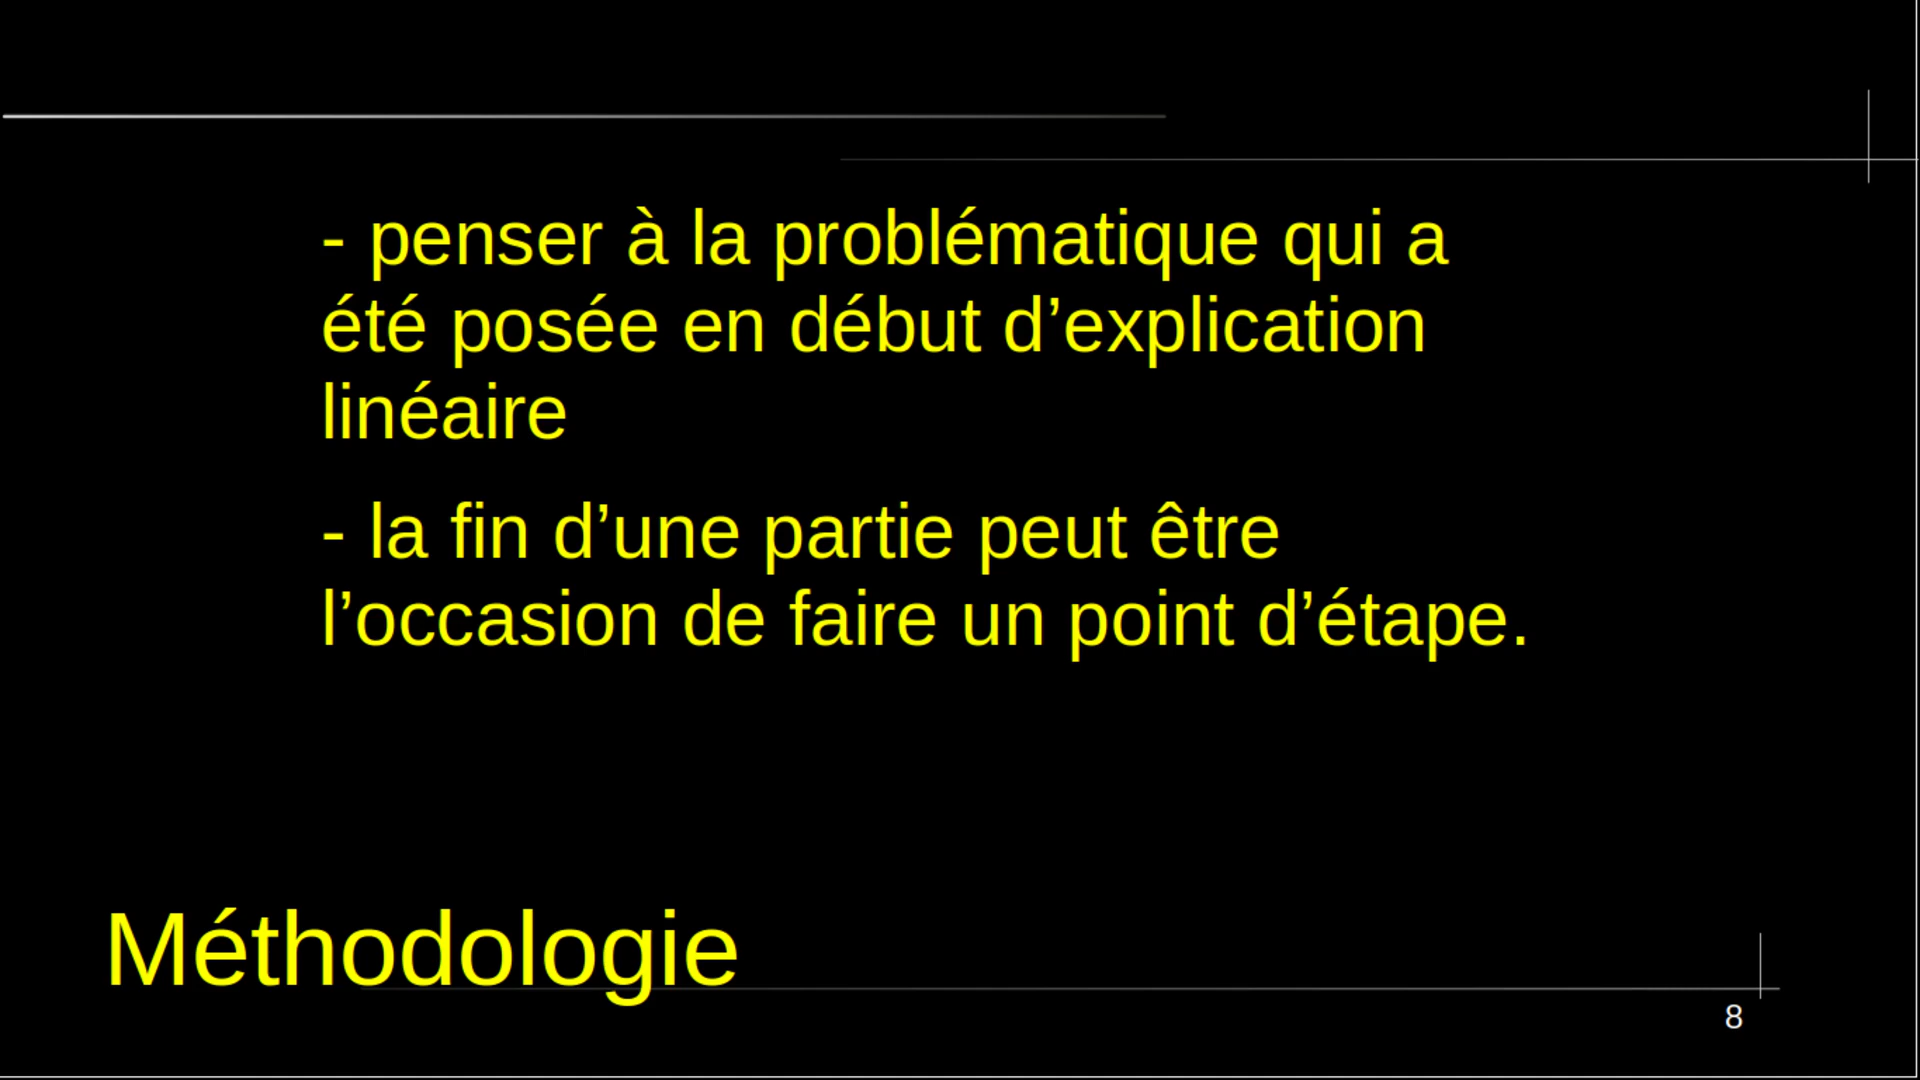 - penser à la problématique qui a
été posée en début d’explication
linéaire
- la fin d’une partie peut être
l’occasion de faire un point d’étape.
Méthodologie
8